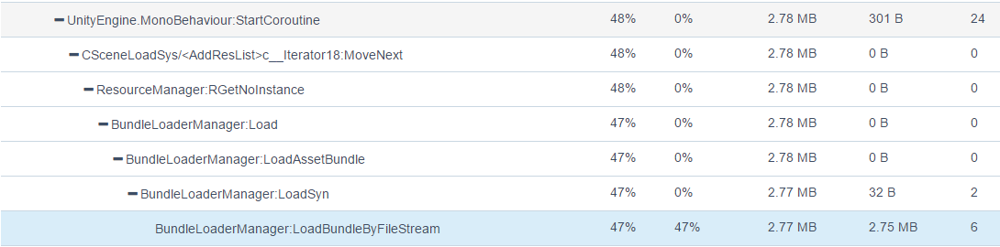 UnityEngine.MonoBehaviour:StartCoroutine 48% 0% 2.78 MB 301 B 24
CSceneLoadSys/<AddResList>c__Iterator18:MoveNext 48% 0% 2.78 MB 0 B 0
ResourceManager:RGetNoInstance 48% 0% 2.78 MB 0 B 0
BundleLoaderManager:Load 47% 0% 2.78 MB 0 B 0
BundleLoaderManager:LoadAssetBundle 47% 0% 2.78 MB 0 B 0
BundleLoaderManager:LoadSyn 47% 0% 2.77 MB 32 B 2
BundleLoaderManager:LoadBundleByFileStream 47% 47% 2.77 MB 2.75 MB 6